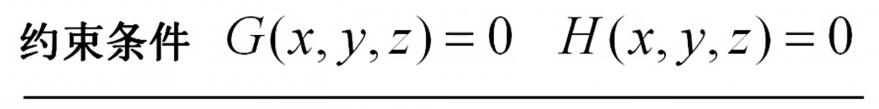 约束条件 G(x, y, z) = 0 H(x, y, z) = 0